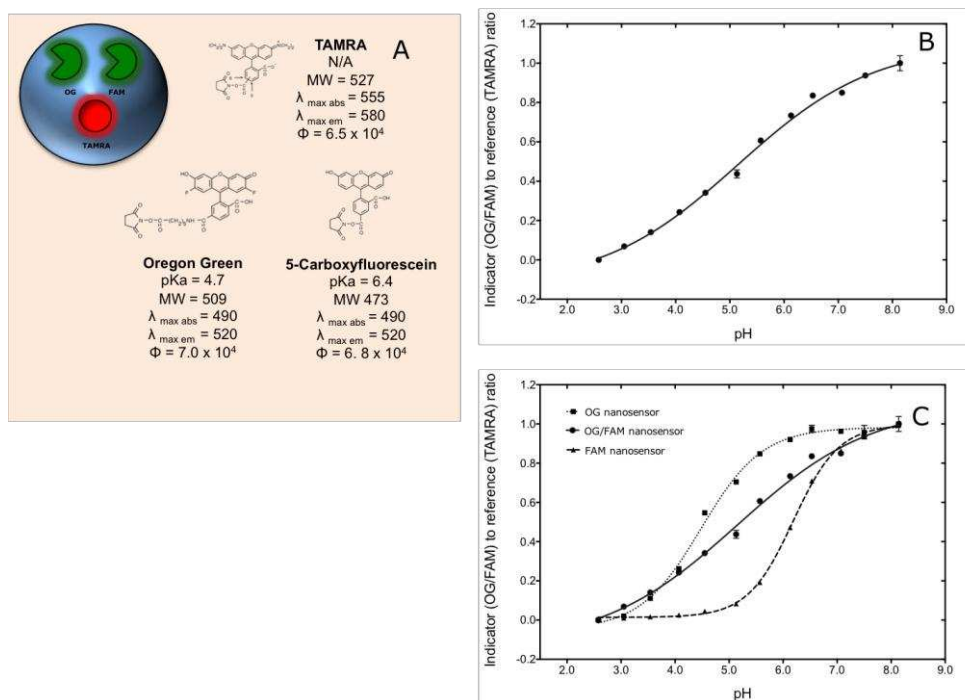 A
OG
FAM
TAMRA
TAMRA
N/A
MW = 527
λ max abs = 555
λ max em = 580
Φ = 6.5 x 10⁴
Oregon Green
pKa = 4.7
MW = 509
λ max abs = 490
λ max em = 520
Φ = 7.0 x 10⁴
5-Carboxyfluorescein
pKa = 6.4
MW 473
λ max abs = 490
λ max em = 520
Φ = 6. 8 x 10⁴
B
Indicator (OG/FAM) to reference (TAMRA) ratio
1.2
1.0
0.8
0.6
0.4
0.2
0.0
-0.2
2.0 3.0 4.0 5.0 6.0 7.0 8.0 9.0
pH
C
OG nanosensor
OG/FAM nanosensor
FAM nanosensor
Indicator (OG/FAM) to reference (TAMRA) ratio
1.2
1.0
0.8
0.6
0.4
0.2
0.0
-0.2
2.0 3.0 4.0 5.0 6.0 7.0 8.0 9.0
pH